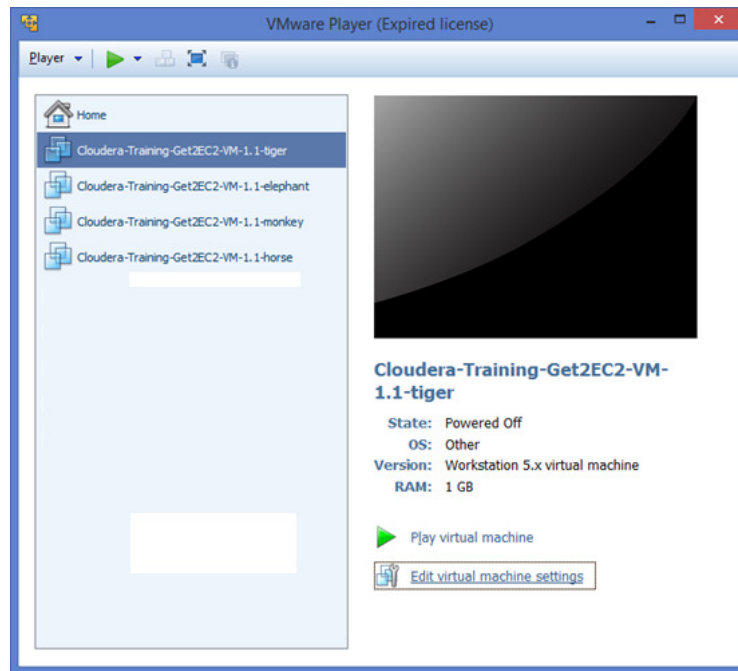 VMware Player (Expired license)
Player
Home
Cloudera-Training-Get2EC2-VM-1.1-tiger
Cloudera-Training-Get2EC2-VM-1.1-elephant
Cloudera-Training-Get2EC2-VM-1.1-monkey
Cloudera-Training-Get2EC2-VM-1.1-horse
Cloudera-Training-Get2EC2-VM-
1.1-tiger
State: Powered Off
OS: Other
Version: Workstation 5.x virtual machine
RAM: 1 GB
Play virtual machine
Edit virtual machine settings